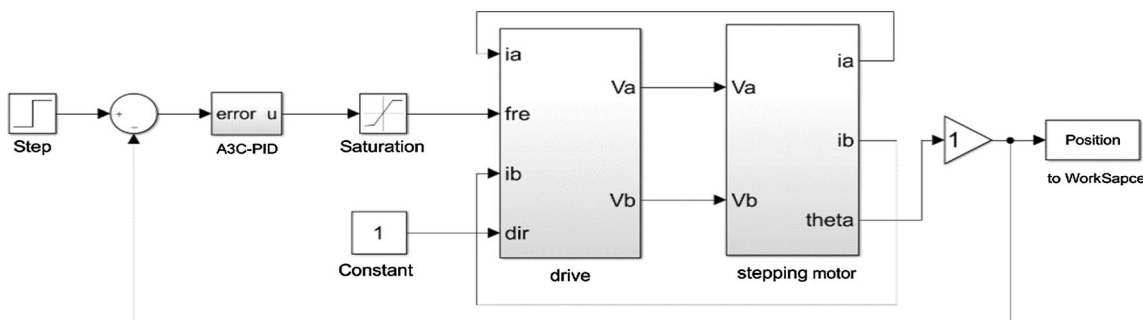 Step
+
−
error u
A3C-PID
Saturation
1
Constant
ia
fre
ib
dir
Va
Vb
drive
Va
Vb
ia
ib
theta
stepping motor
1
Position
to WorkSapce